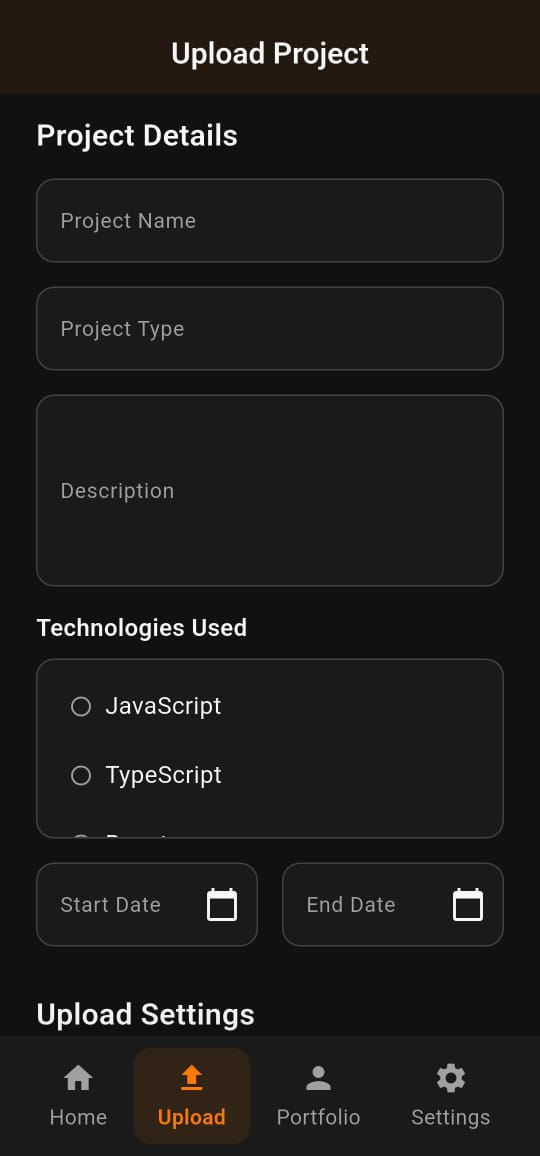 Upload Project
Project Details
Project Name
Project Type
Description
Technologies Used
JavaScript
TypeScript
Start Date
End Date
Upload Settings
Home
Upload
Portfolio
Settings